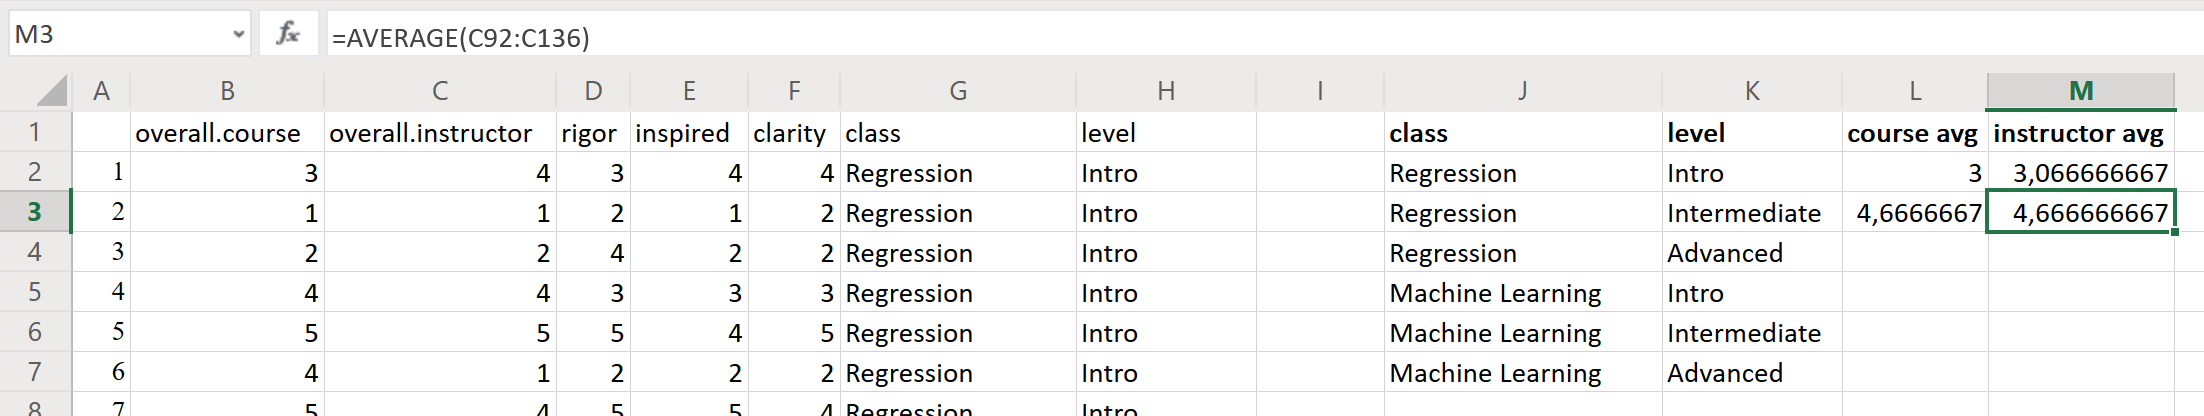 M3 fx =AVERAGE(C92:C136)
A B C D E F G H I J K L M
1 overall.course overall.instructor rigor inspired clarity class level class level course avg instructor avg
2 1 3 4 3 4 4 Regression Intro Regression Intro 3 3,066666667
3 2 1 1 2 1 2 Regression Intro Regression Intermediate 4,6666667 4,666666667
4 3 2 2 4 2 2 Regression Intro Regression Advanced
5 4 4 4 3 3 3 Regression Intro Machine Learning Intro
6 5 5 5 5 4 5 Regression Intro Machine Learning Intermediate
7 6 4 1 2 2 2 Regression Intro Machine Learning Advanced
8 7 5 4 5 5 4 Regression Intro